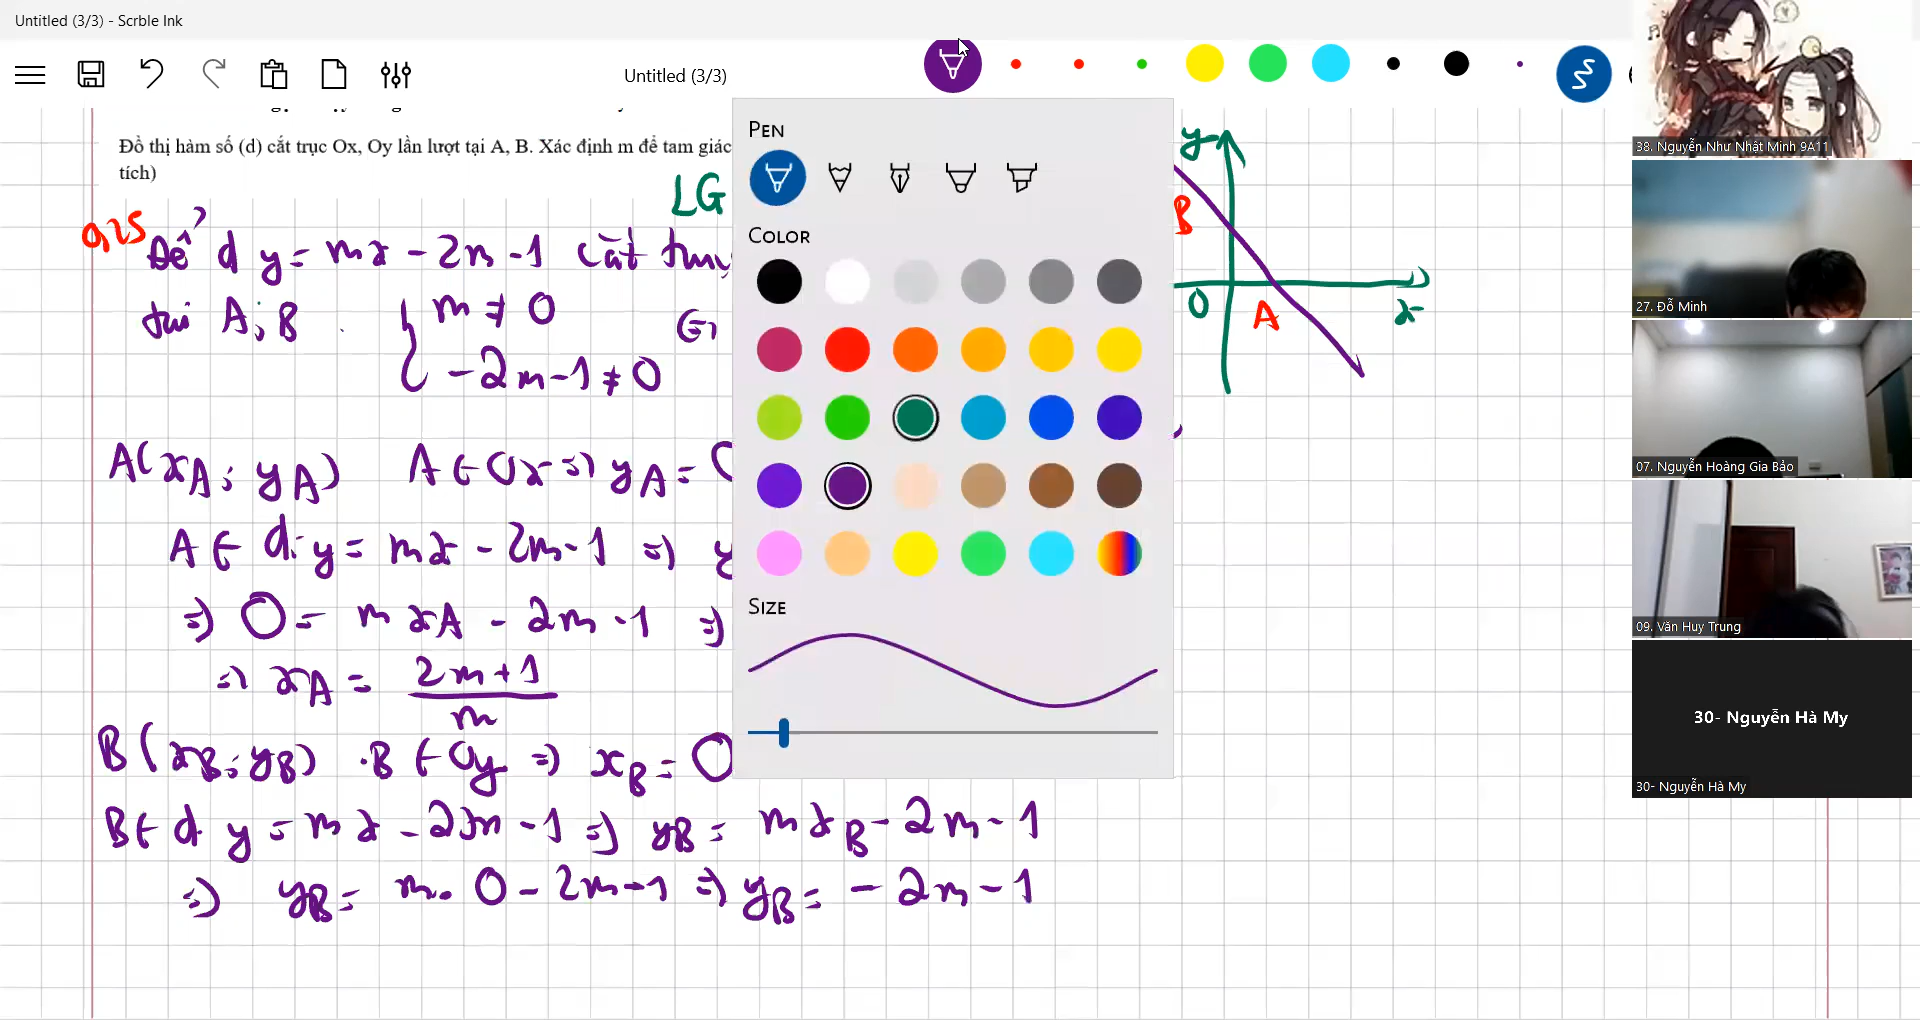 Untitled (3/3) - Scrble Ink
Untitled (3/3)
Đồ thị hàm số (d) cắt trục Ox, Oy lần lượt tại A, B. Xác định m để tam giác
tích)
LG
0,25 Để d y = mx - 2m - 1 cắt
tại A; B m ≠ 0
-2m - 1 ≠ 0
A(xA; yA) A ∈ Ox => yA = 0
A ∈ d: y = mx - 2m - 1 =>
=> 0 = m xA - 2m - 1 =>
=> xA = 2m + 1 / m
B(xB; yB) . B ∈ Oy => xB = 0
B ∈ d y = mx - 2m - 1 => yB = m xB - 2m - 1
=> yB = m. 0 - 2m - 1 => yB = -2m - 1
PEN
COLOR
SIZE
y
B
O
A
x
38. Nguyễn Như Nhật Minh 9A11
27. Đỗ Minh
07. Nguyễn Hoàng Gia Bảo
09. Văn Huy Trung
30- Nguyễn Hà My
30- Nguyễn Hà My